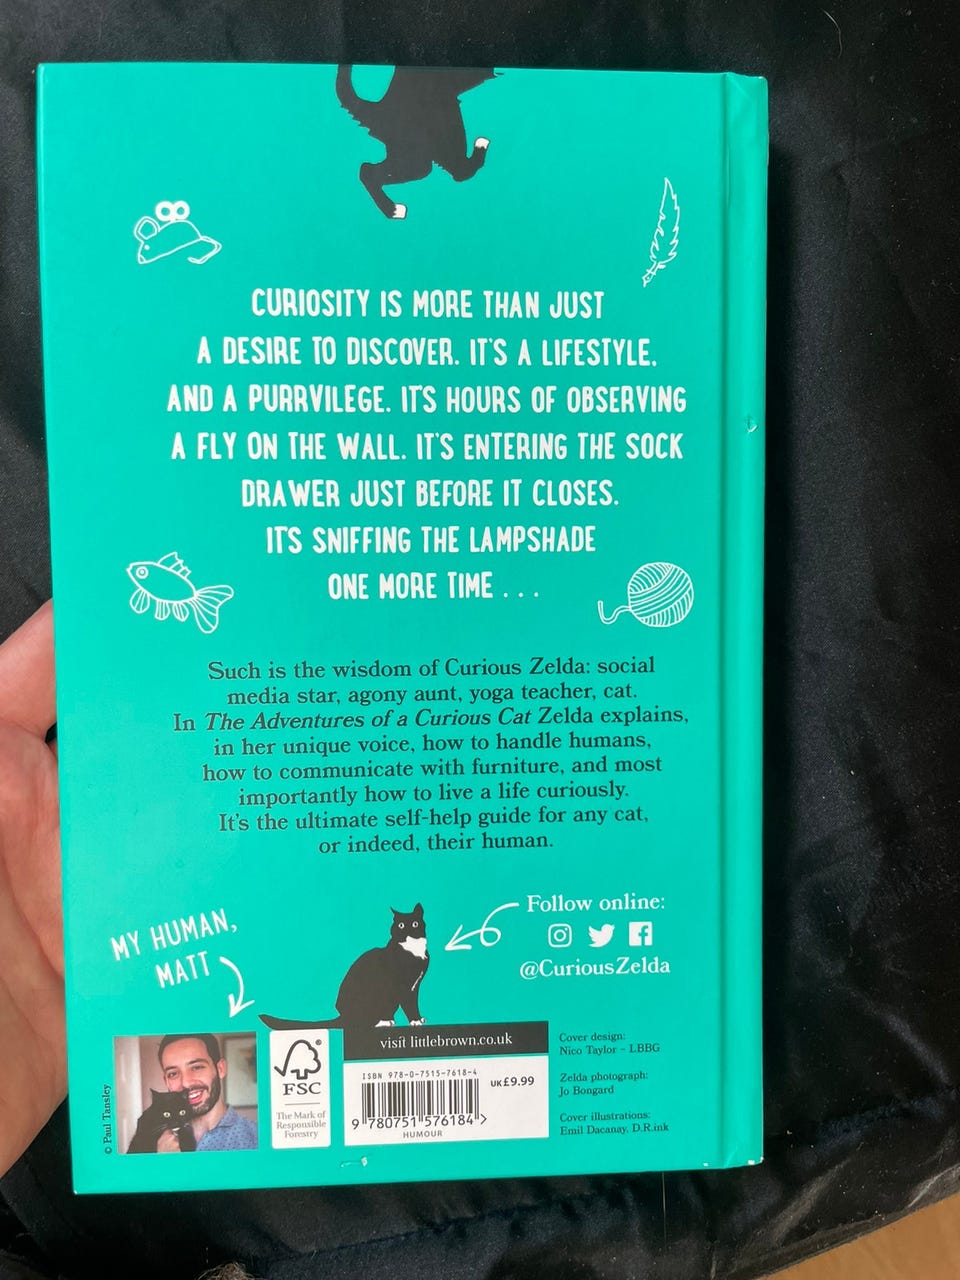 CURIOSITY IS MORE THAN JUST
A DESIRE TO DISCOVER. IT'S A LIFESTYLE,
AND A PURRVILEGE. IT'S HOURS OF OBSERVING
A FLY ON THE WALL. IT'S ENTERING THE SOCK
DRAWER JUST BEFORE IT CLOSES.
IT'S SNIFFING THE LAMPSHADE
ONE MORE TIME . . .
Such is the wisdom of Curious Zelda: social
media star, agony aunt, yoga teacher, cat.
In The Adventures of a Curious Cat Zelda explains,
in her unique voice, how to handle humans,
how to communicate with furniture, and most
importantly how to live a life curiously.
It's the ultimate self-help guide for any cat,
or indeed, their human.
MY HUMAN,
MATT
Follow online:
@CuriousZelda
© Paul Tansley
FSC
The Mark of
Responsible
Forestry
visit littlebrown.co.uk
ISBN 978-0-7515-7618-4
UK£9.99
9 780751 576184 >
HUMOUR
Cover design:
Nico Taylor – LBBG
Zelda photograph:
Jo Bongard
Cover illustrations:
Emil Dacanay, D.R.ink